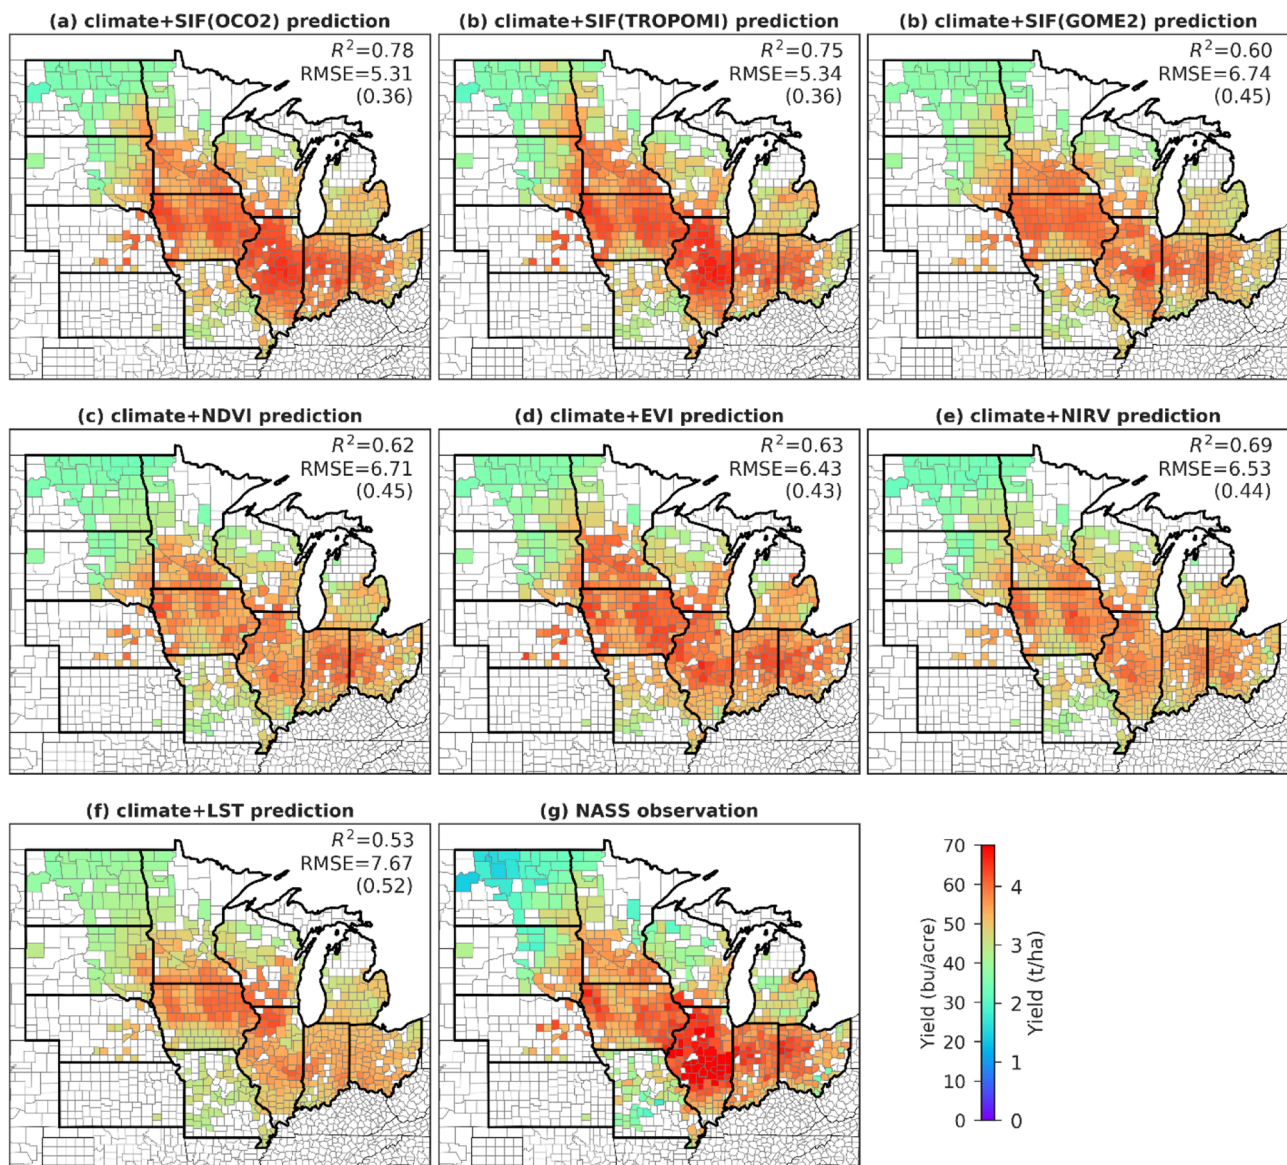 (a) climate+SIF(OCO2) prediction
R²=0.78
RMSE=5.31
(0.36)
(b) climate+SIF(TROPOMI) prediction
R²=0.75
RMSE=5.34
(0.36)
(b) climate+SIF(GOME2) prediction
R²=0.60
RMSE=6.74
(0.45)
(c) climate+NDVI prediction
R²=0.62
RMSE=6.71
(0.45)
(d) climate+EVI prediction
R²=0.63
RMSE=6.43
(0.43)
(e) climate+NIRV prediction
R²=0.69
RMSE=6.53
(0.44)
(f) climate+LST prediction
R²=0.53
RMSE=7.67
(0.52)
(g) NASS observation
Yield (bu/acre)
70
60
50
40
30
20
10
0
4
3
2
1
0
Yield (t/ha)